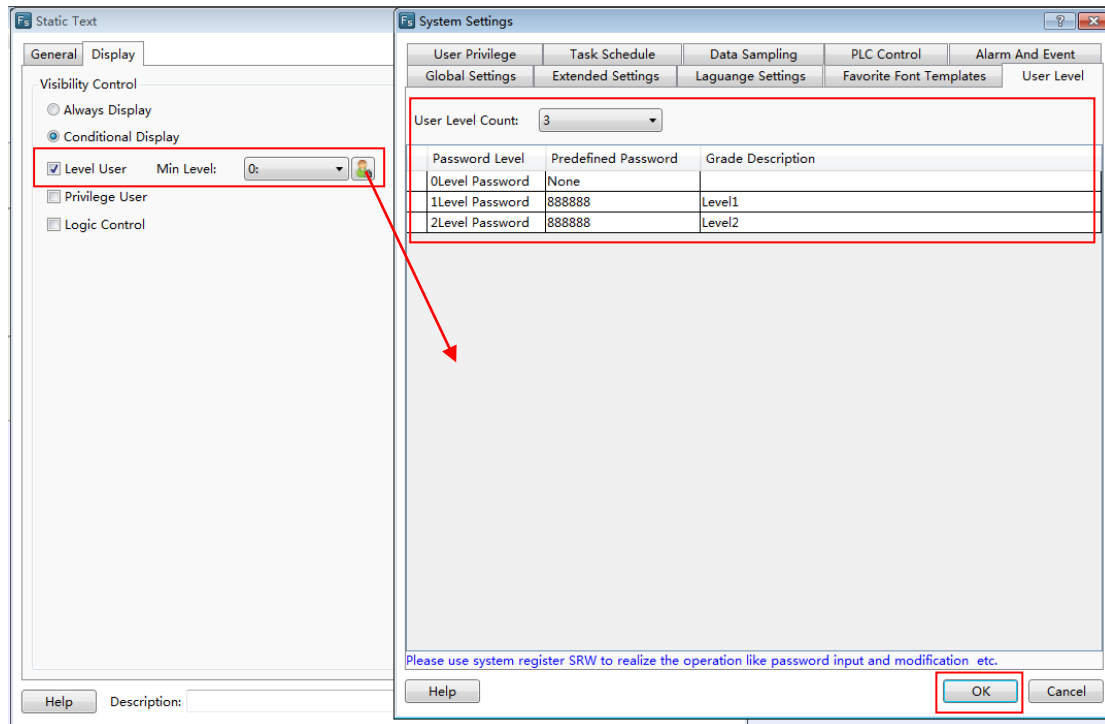 Fs Static Text
General Display
Visibility Control
Always Display
Conditional Display
Level User Min Level: 0:
Privilege User
Logic Control
Help Description:
Fs System Settings
User Privilege Task Schedule Data Sampling PLC Control Alarm And Event
Global Settings Extended Settings Laguange Settings Favorite Font Templates User Level
User Level Count: 3
Password Level Predefined Password Grade Description
0Level Password None
1Level Password 888888 Level1
2Level Password 888888 Level2
Please use system register SRW to realize the operation like password input and modification etc.
Help OK Cancel